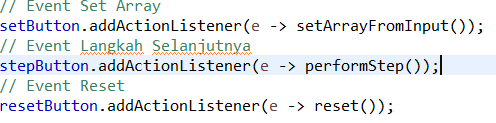 // Event Set Array
setButton.addActionListener(e -> setArrayFromInput());
// Event Langkah Selanjutnya
stepButton.addActionListener(e -> performStep());
// Event Reset
resetButton.addActionListener(e -> reset());